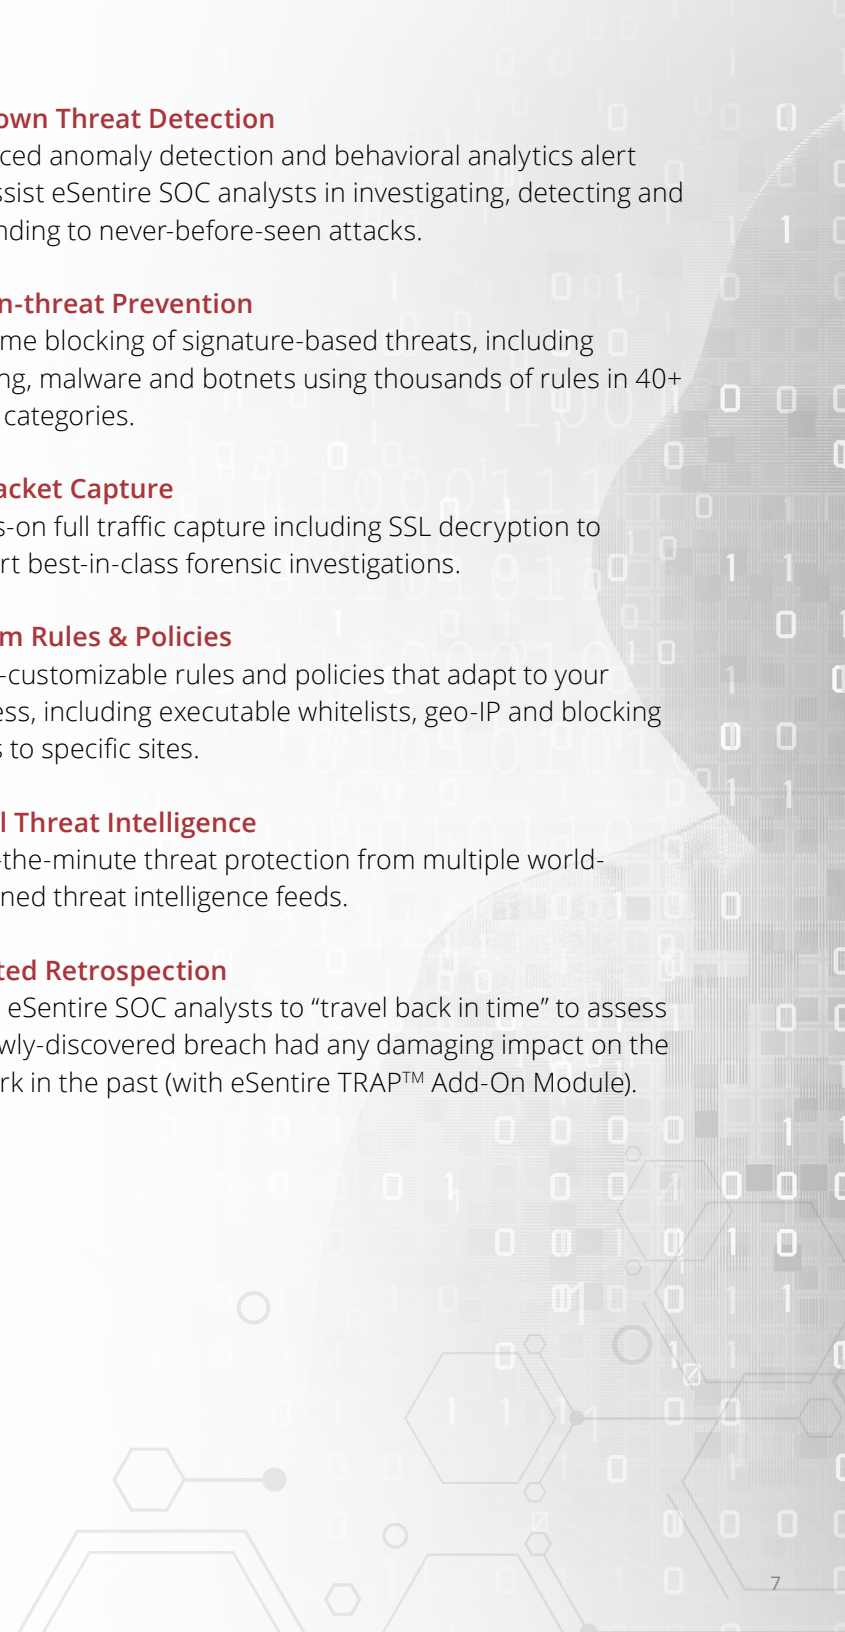 own Threat Detection
ced anomaly detection and behavioral analytics alert
ssist eSentire SOC analysts in investigating, detecting and
nding to never-before-seen attacks.
n-threat Prevention
me blocking of signature-based threats, including
ng, malware and botnets using thousands of rules in 40+
categories.
acket Capture
s-on full traffic capture including SSL decryption to
rt best-in-class forensic investigations.
m Rules & Policies
-customizable rules and policies that adapt to your
ess, including executable whitelists, geo-IP and blocking
s to specific sites.
l Threat Intelligence
-the-minute threat protection from multiple world-
ned threat intelligence feeds.
ted Retrospection
eSentire SOC analysts to “travel back in time” to assess
wly-discovered breach had any damaging impact on the
rk in the past (with eSentire TRAP™ Add-On Module).
7